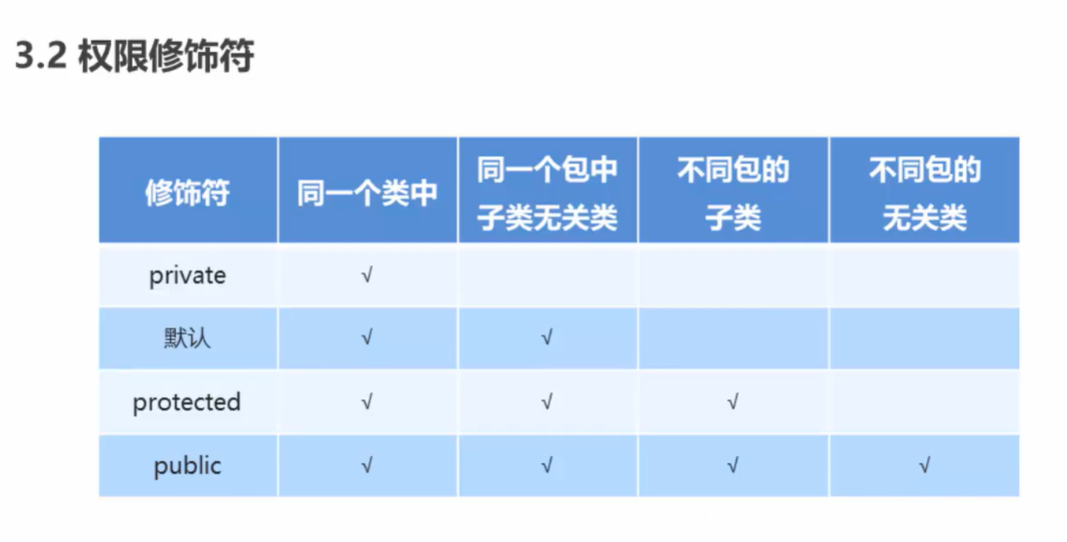 3.2 权限修饰符
修饰符 同一个类中 同一个包中 不同包的 不同包的
子类无关类 子类 无关类
private √
默认 √ √
protected √ √ √
public √ √ √ √